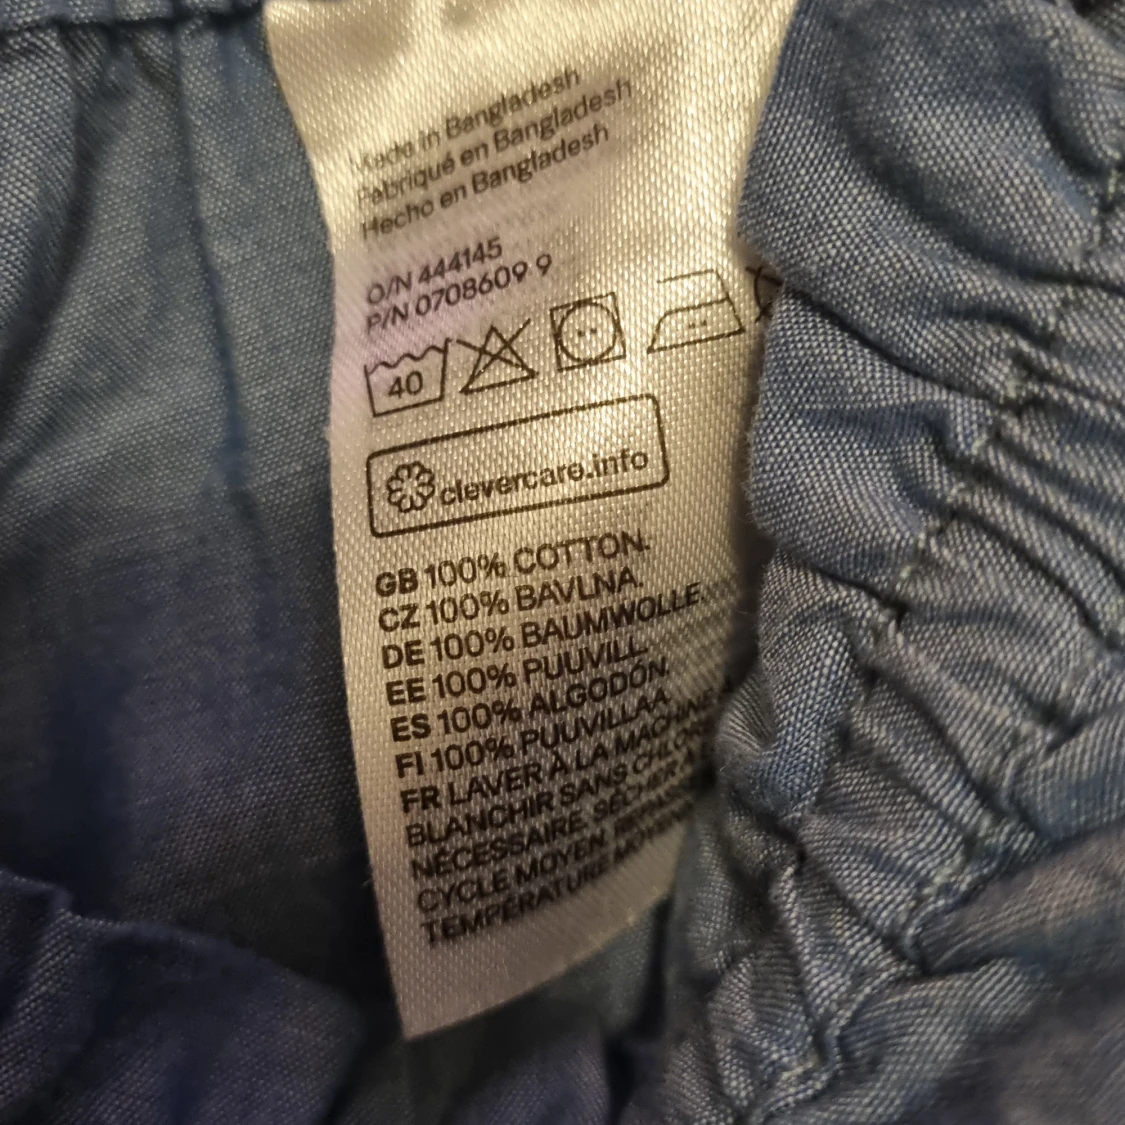 Made in Bangladesh
Fabriqué en Bangladesh
Hecho en Bangladesh
O/N 444145
P/N 0708609 9
40
clevercare.info
GB 100% COTTON.
CZ 100% BAVLNA.
DE 100% BAUMWOLLE.
EE 100% PUUVILL.
ES 100% ALGODÓN.
FI 100% PUUVILLAA.
FR LAVER À LA MACHINE
BLANCHIR SANS CHLORE
NÉCESSAIRE, SÉCHER
CYCLE MOYEN,
TEMPÉRATURE